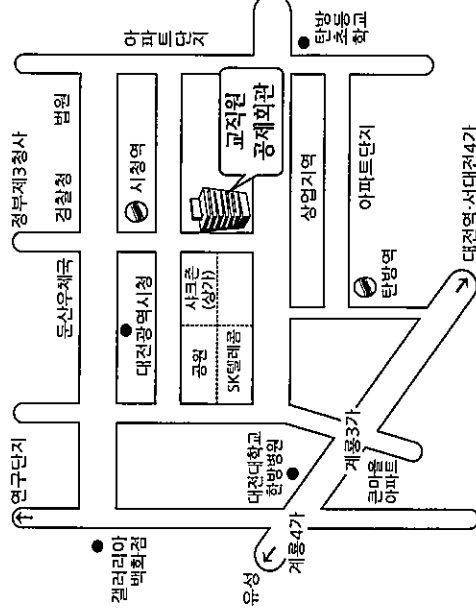 연구단지
정부제3청사
둔산우체국
검찰청
법원
갤러리아
백화점
대전광역시청
시청역
아파트단지
공원
샤크존
(상가)
SK텔레콤
교직원
공제회관
유성
대전대학교
한방병원
계룡4가
상업지역
탄방초등학교
계룡3가
큰마을
아파트
탄방역
아파트단지
대전역·서대전4가